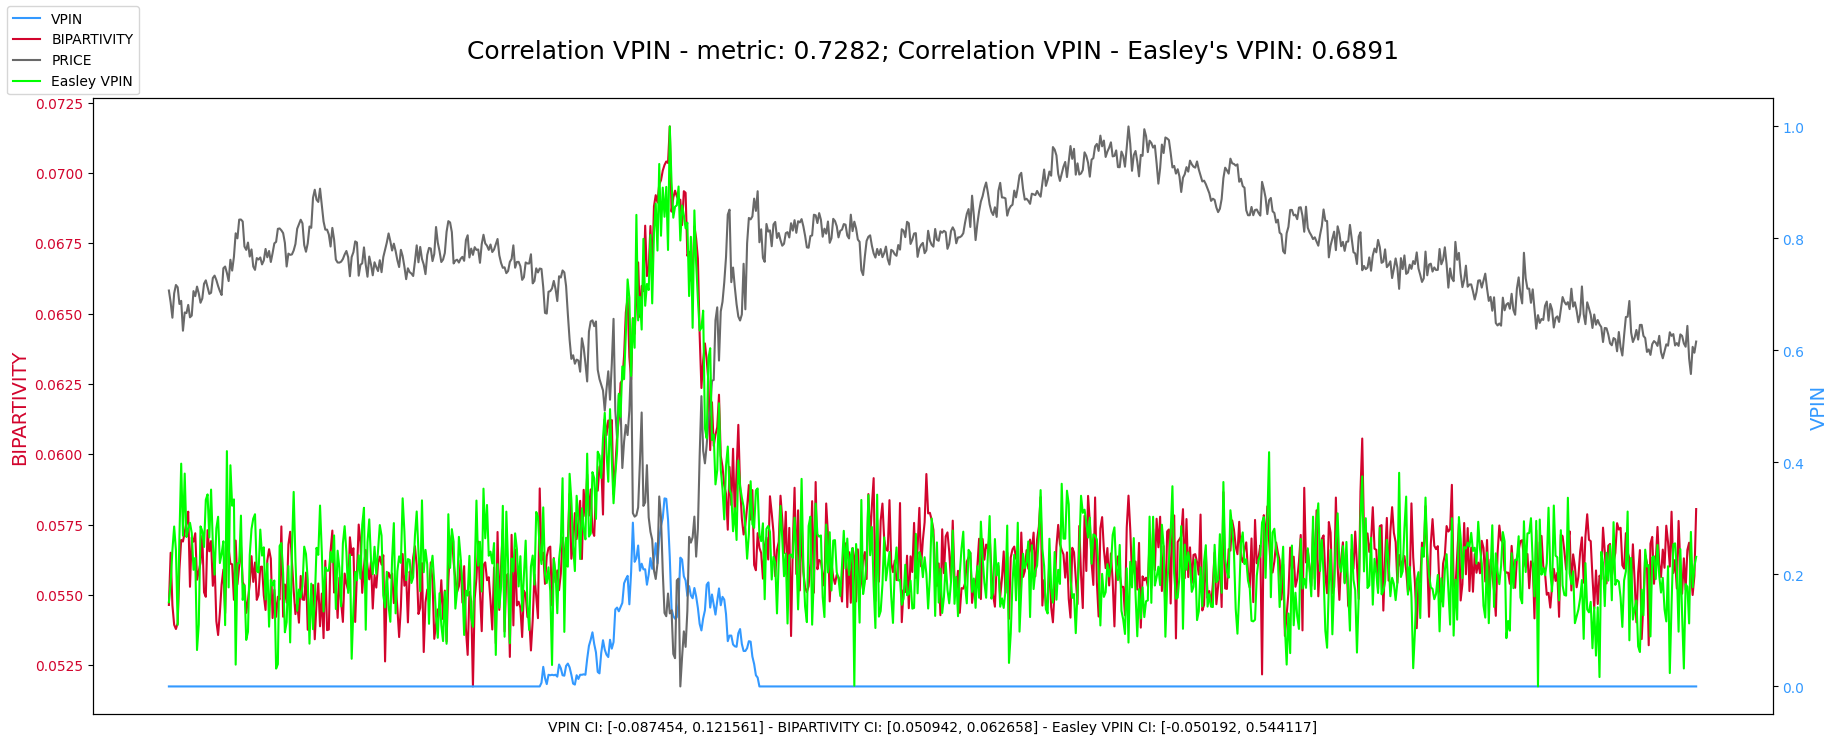 VPIN
BIPARTIVITY
PRICE
Easley VPIN
Correlation VPIN - metric: 0.7282; Correlation VPIN - Easley's VPIN: 0.6891
0.0725
0.0700
0.0675
0.0650
0.0625
0.0600
0.0575
0.0550
0.0525
BIPARTIVITY
1.0
0.8
0.6
0.4
0.2
0.0
VPIN
VPIN CI: [-0.087454, 0.121561] - BIPARTIVITY CI: [0.050942, 0.062658] - Easley VPIN CI: [-0.050192, 0.544117]